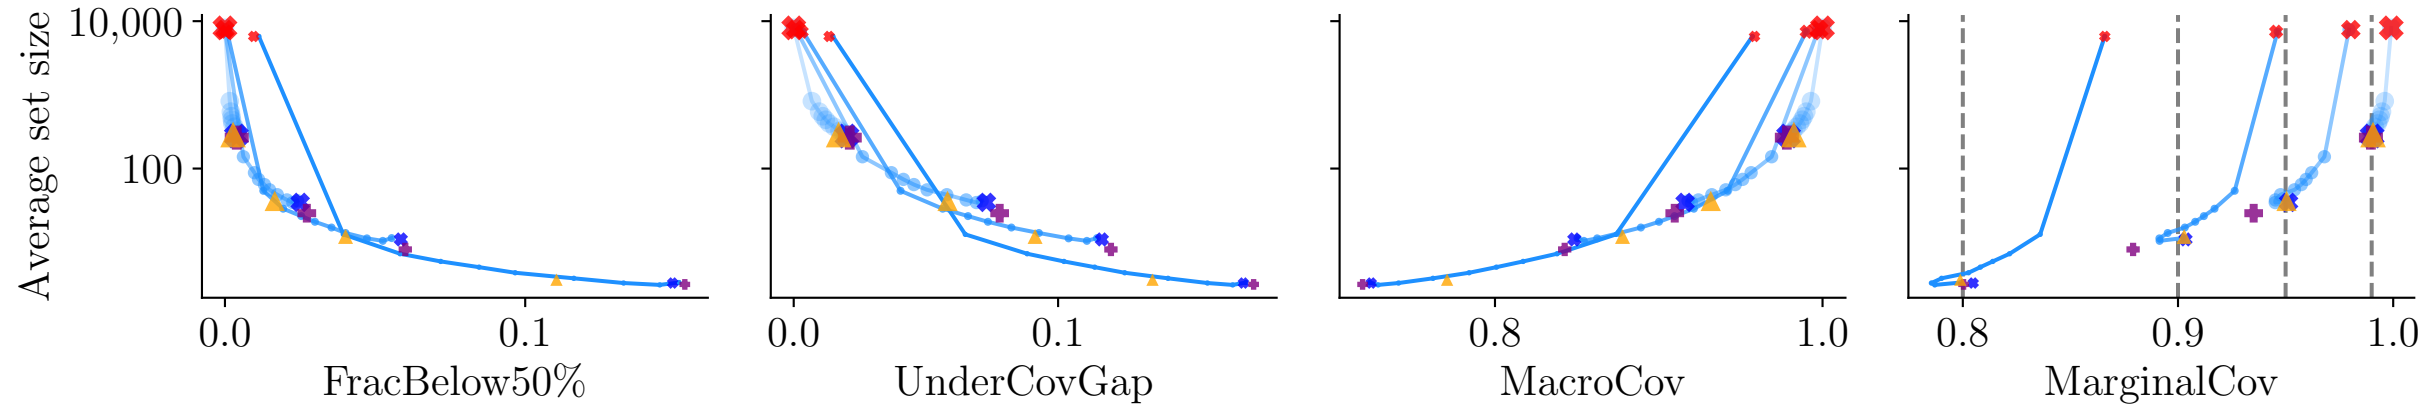 Average set size
10,000
100
0.0 0.1
FracBelow50%
0.0 0.1
UnderCovGap
0.8 1.0
MacroCov
0.8 0.9 1.0
MarginalCov